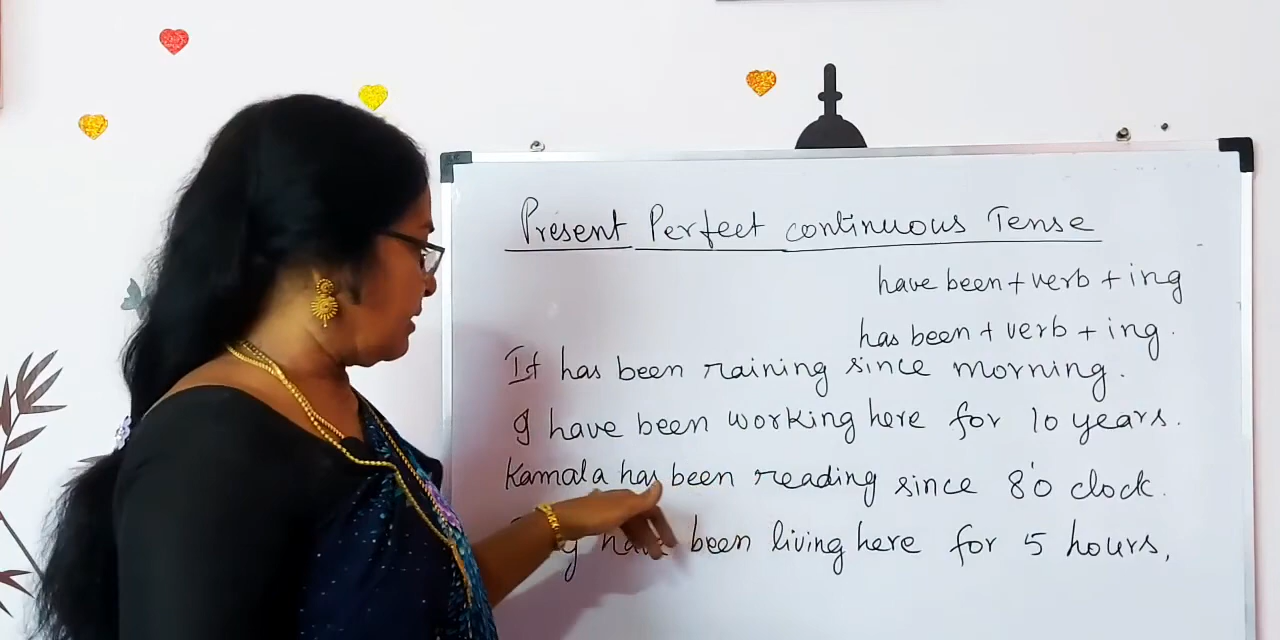 Present Perfect continuous Tense
have been + verb + ing
has been + verb + ing.
It has been raining since morning.
I have been working here for 10 years.
Kamala has been reading since 8'o clock.
have been living here for 5 hours,